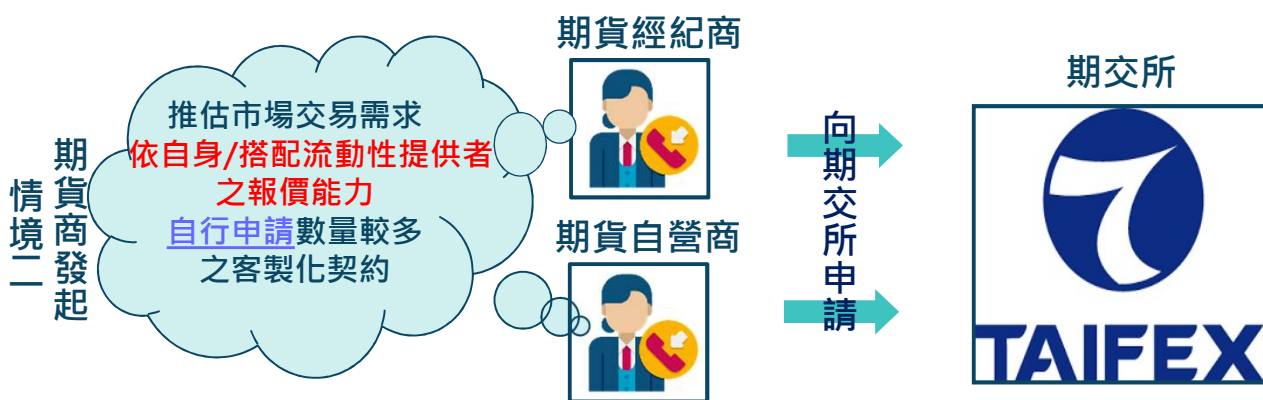 情境二
期貨商發起
推估市場交易需求
依自身/搭配流動性提供者
之報價能力
自行申請數量較多
之客製化契約
期貨經紀商
期貨自營商
向期交所申請
期交所
TAIFEX